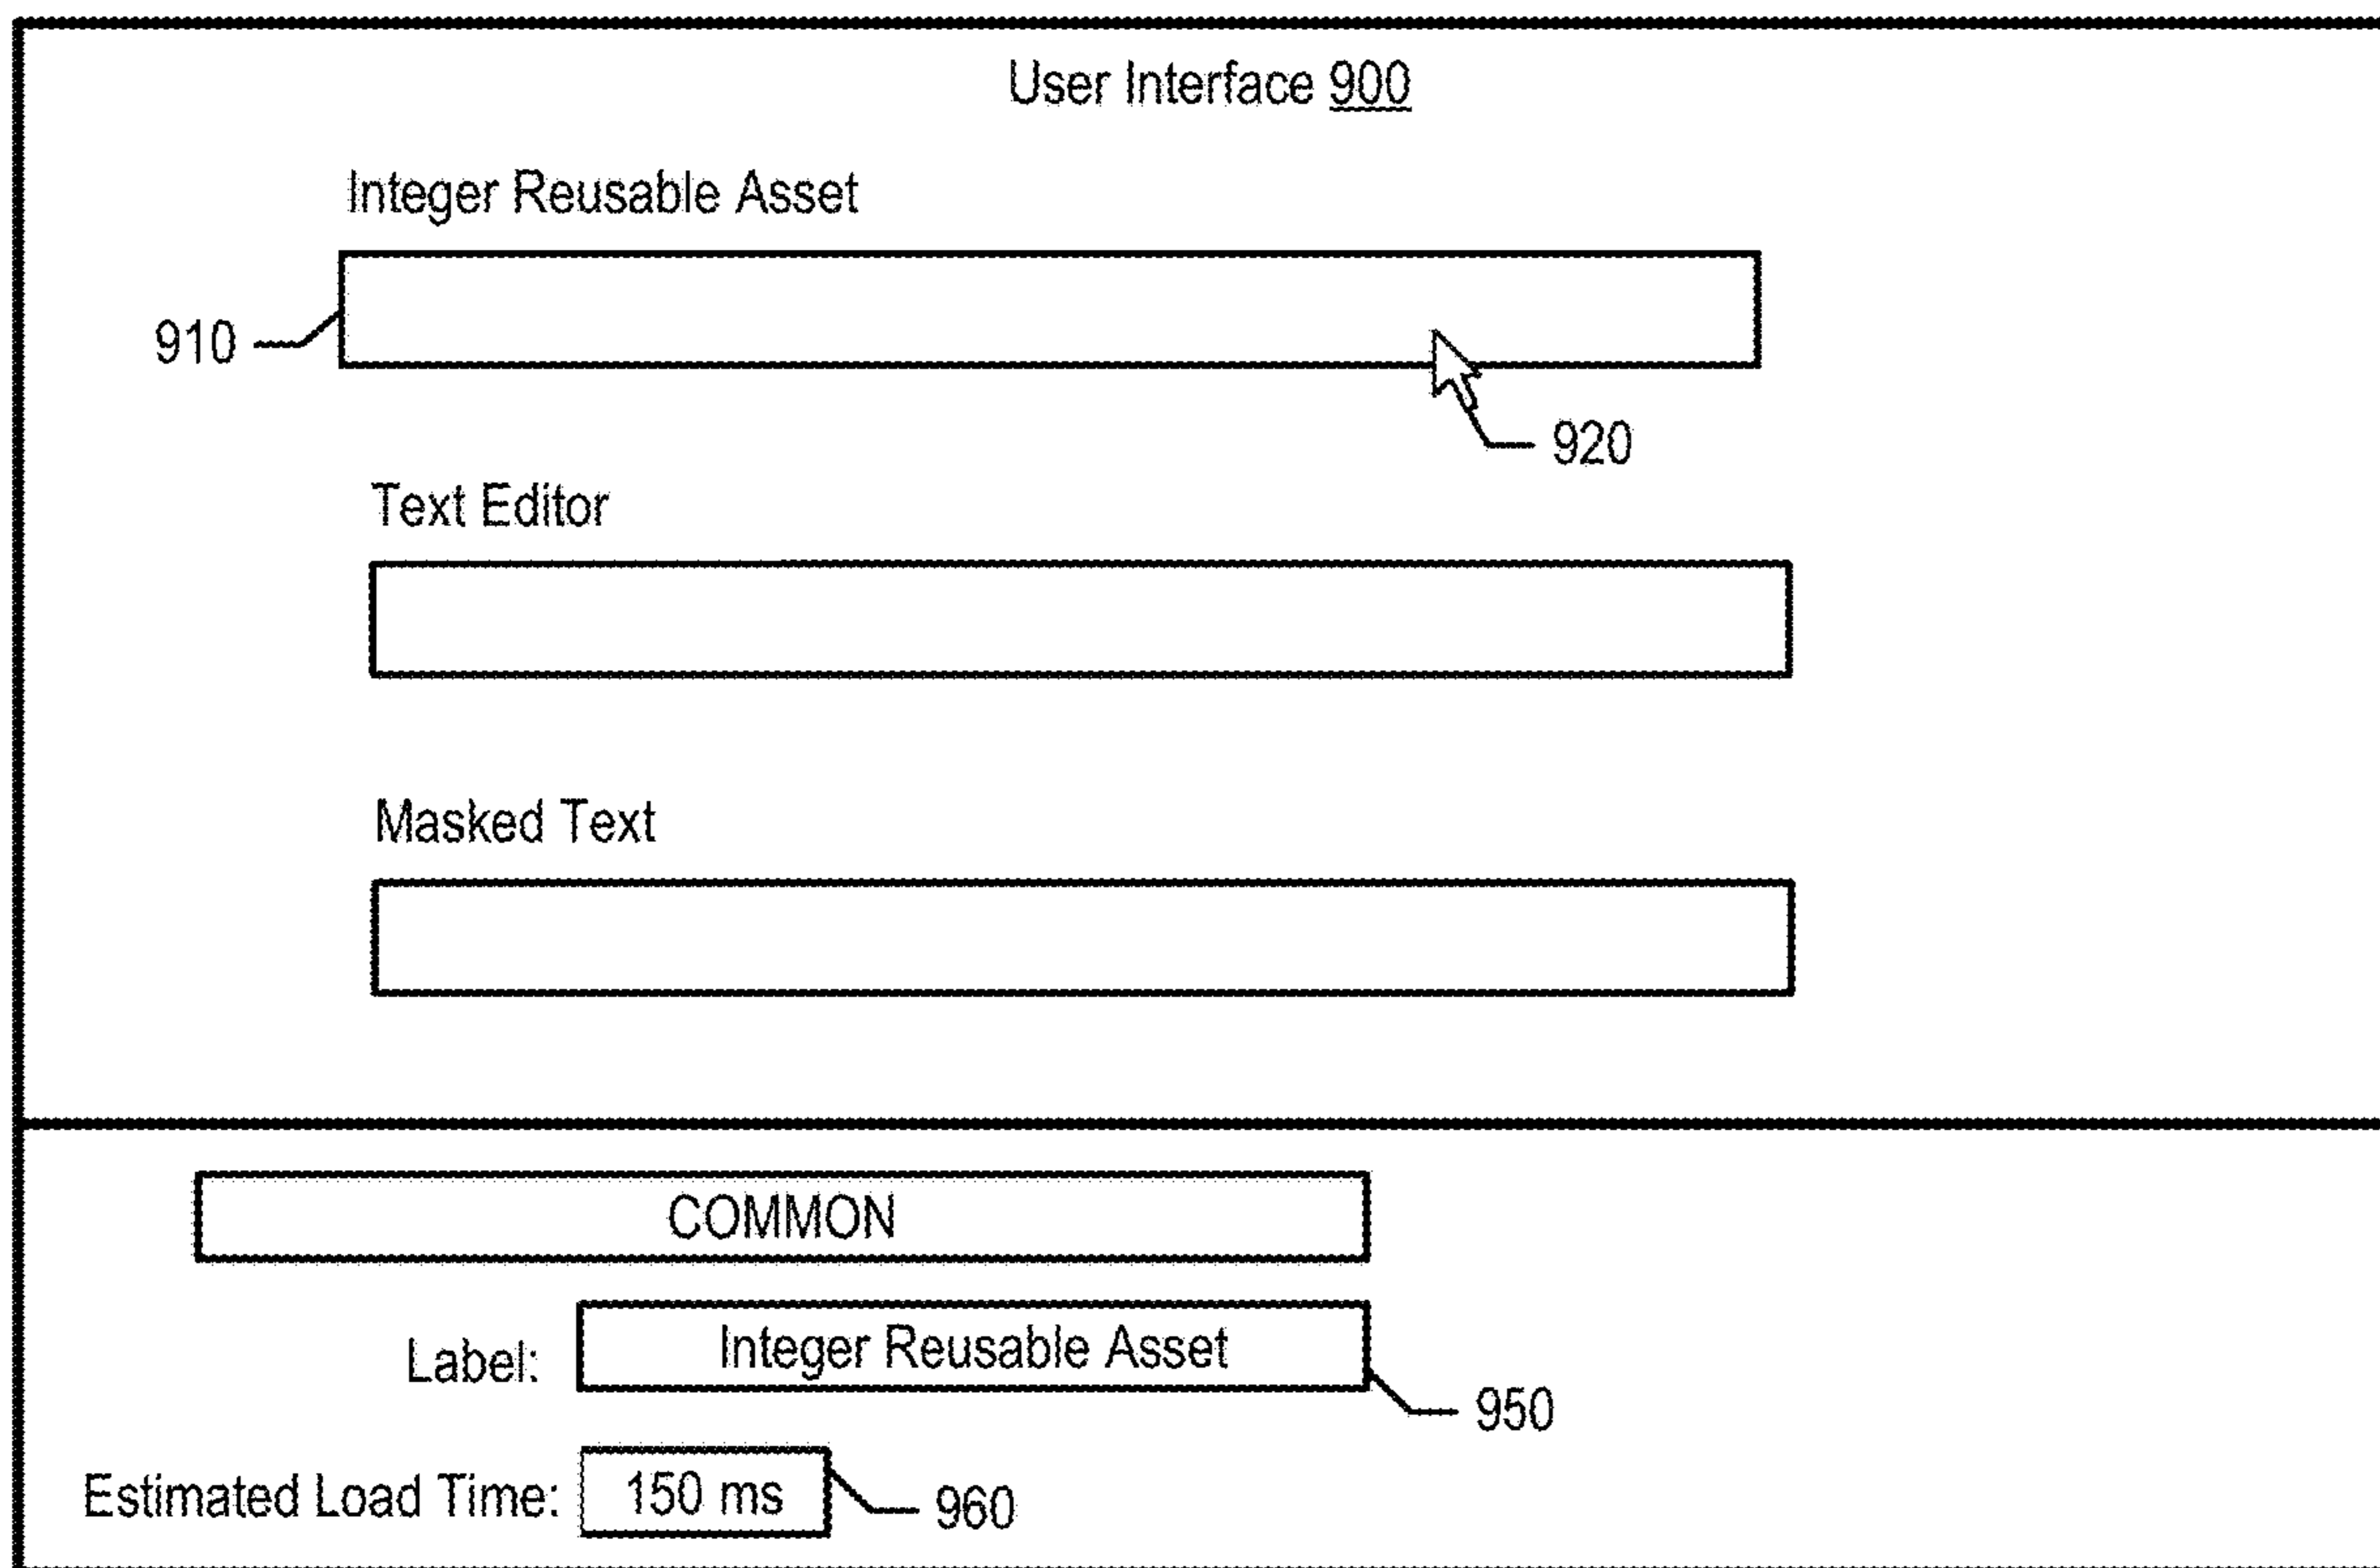 User Interface 900
Integer Reusable Asset
910
920
Text Editor
Masked Text
COMMON
Label: Integer Reusable Asset
950
Estimated Load Time: 150 ms 960